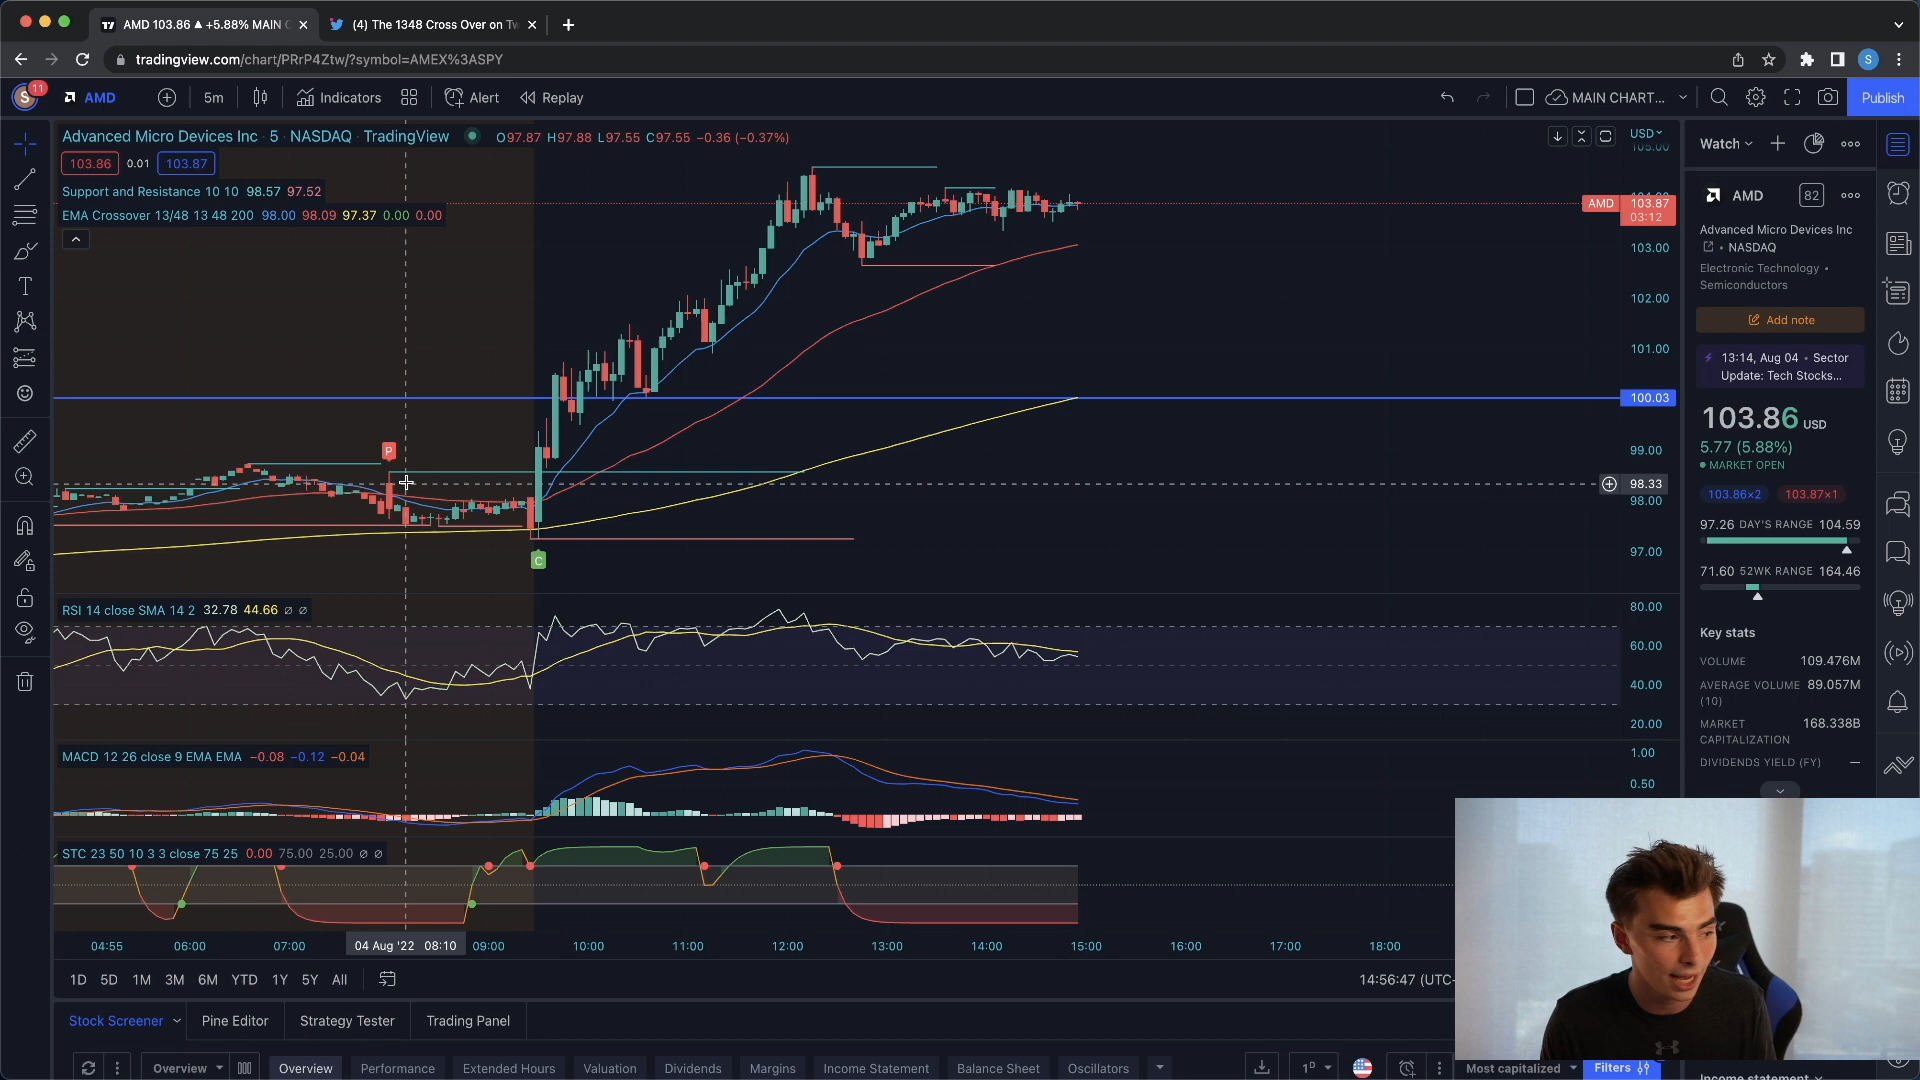 AMD 103.86 ▲ +5.88% MAIN C
(4) The 1348 Cross Over on Tw
tradingview.com/chart/PRrP4Ztw/?symbol=AMEX%3ASPY
S
S 11 AMD 5m Indicators Alert Replay MAIN CHART... Publish
Advanced Micro Devices Inc · 5 · NASDAQ · TradingView O97.87 H97.88 L97.55 C97.55 −0.36 (−0.37%)
103.86 0.01 103.87
Support and Resistance 10 10 98.57 97.52
EMA Crossover 13/48 13 48 200 98.00 98.09 97.37 0.00 0.00
P
C
USD
105.00
AMD 103.87
03:12
103.00
102.00
101.00
100.03
99.00
98.33
98.00
97.00
RSI 14 close SMA 14 2 32.78 44.66 ∅ ∅
80.00
60.00
40.00
20.00
MACD 12 26 close 9 EMA EMA −0.08 −0.12 −0.04
1.00
0.50
STC 23 50 10 3 3 close 75 25 0.00 75.00 25.00 ∅ ∅
04:55 06:00 07:00 04 Aug '22 08:10 09:00 10:00 11:00 12:00 13:00 14:00 15:00 16:00 17:00 18:00
1D 5D 1M 3M 6M YTD 1Y 5Y All
14:56:47 (UTC-
Stock Screener Pine Editor Strategy Tester Trading Panel
Overview Overview Performance Extended Hours Valuation Dividends Margins Income Statement Balance Sheet Oscillators 1D Most capitalized Filters
Watch
AMD 82
Advanced Micro Devices Inc
• NASDAQ
Electronic Technology •
Semiconductors
Add note
13:14, Aug 04 • Sector
Update: Tech Stocks...
103.86 USD
5.77 (5.88%)
MARKET OPEN
103.86×2 103.87×1
97.26 DAY'S RANGE 104.59
71.60 52WK RANGE 164.46
Key stats
VOLUME 109.476M
AVERAGE VOLUME (10) 89.057M
MARKET CAPITALIZATION 168.338B
DIVIDENDS YIELD (FY) —
Income statement